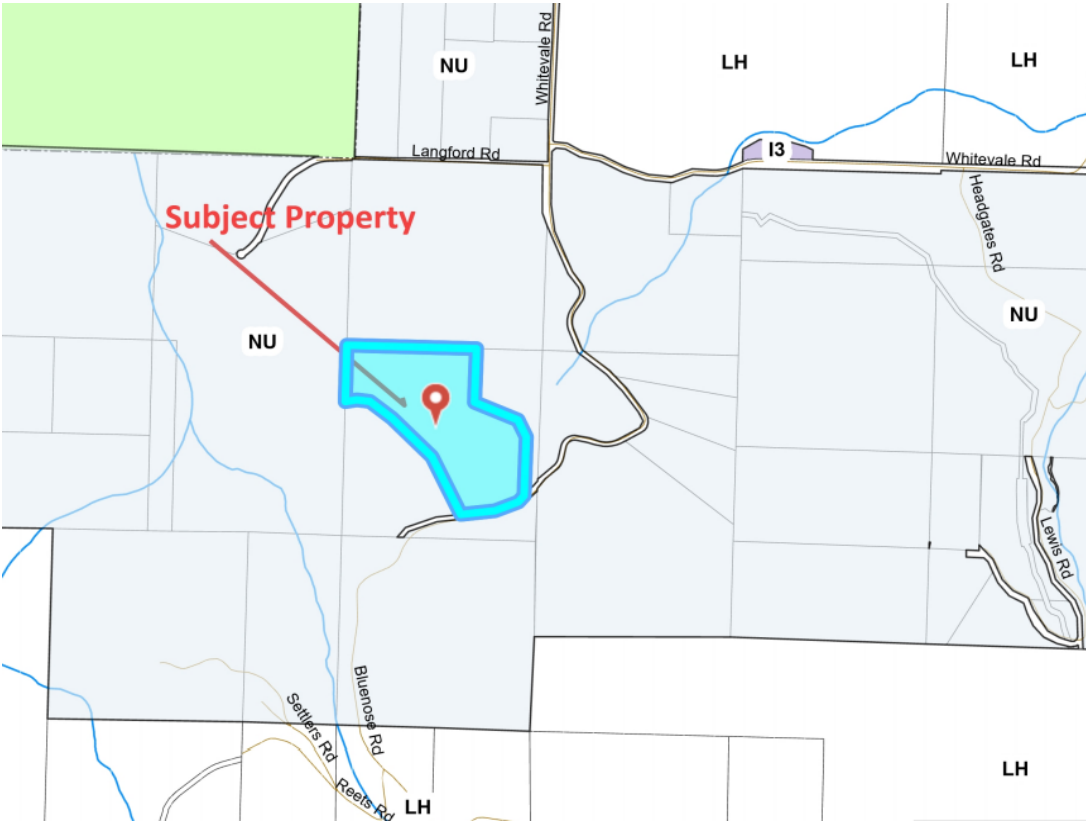 Whitevale Rd
NU
LH
LH
Langford Rd
I3
Whitevale Rd
Headgates Rd
Subject Property
NU
NU
Lewis Rd
Bluenose Rd
Settlers Rd
Reets Rd
LH
LH